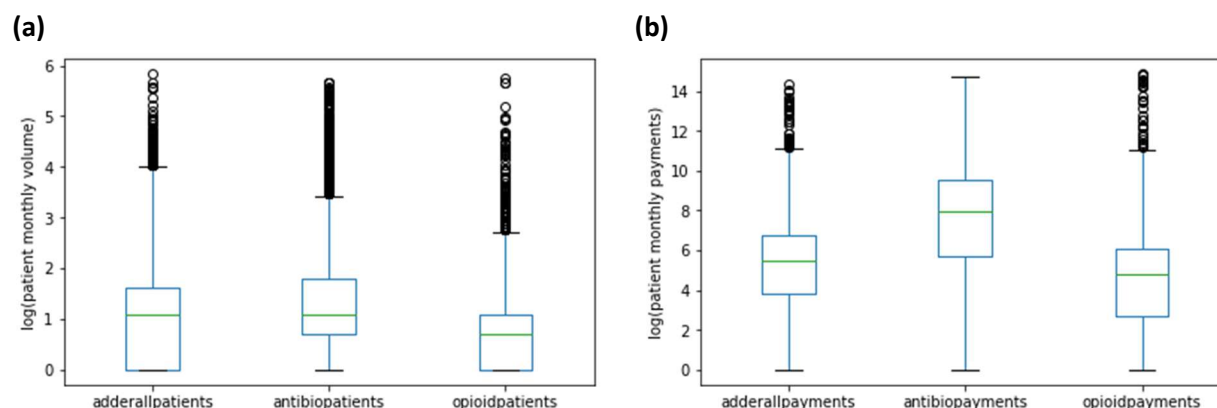 (a)
(b)
6
5
4
3
2
1
0
log(patient monthly volume)
adderallpatients
antibiopatients
opioidpatients
14
12
10
8
6
4
2
0
log(patient monthly payments)
adderallpayments
antibiopayments
opioidpayments